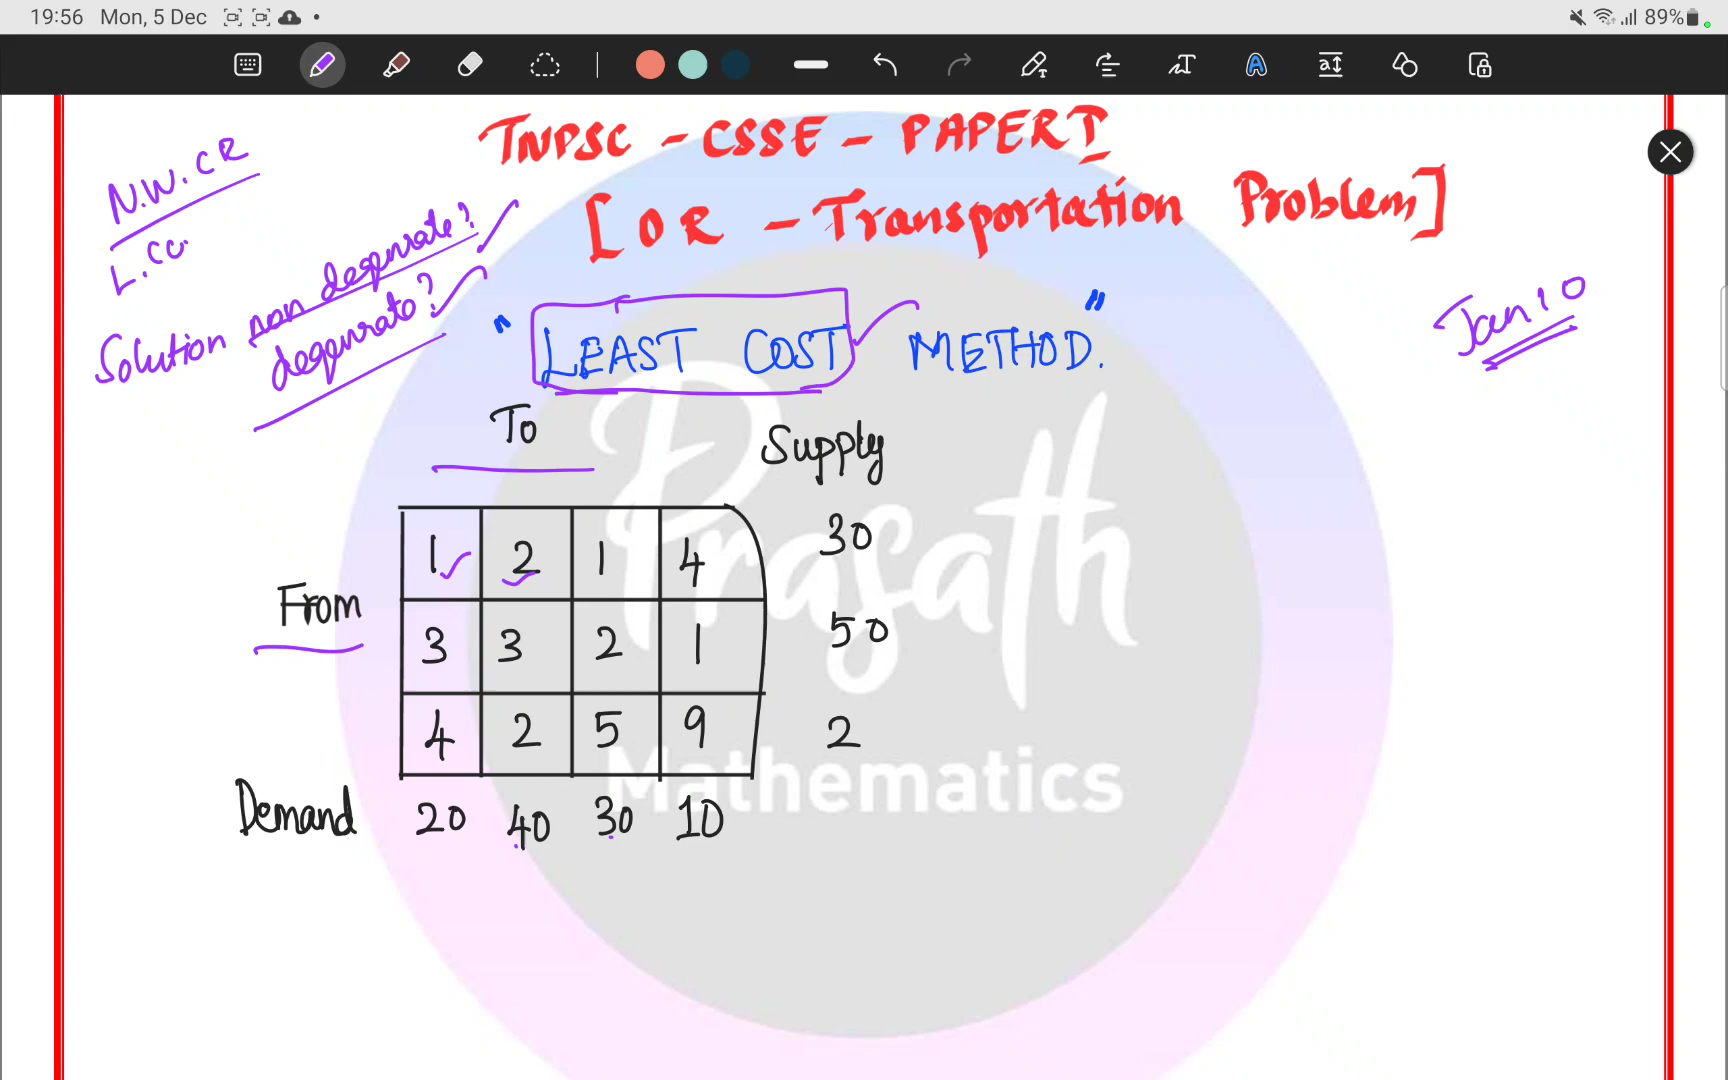 19:56 Mon, 5 Dec
89%
TNPSC - CSSE - PAPER I
[OR - Transportation Problem]
N.W.CR
L.CC
Solution non degenrate?
degenrate?
Jan 10
" LEAST COST METHOD. "
To
Supply
1 2 1 4 30
From
3 3 2 1 50
4 2 5 9 2
Demand 20 40 30 10
Prasath
Mathematics